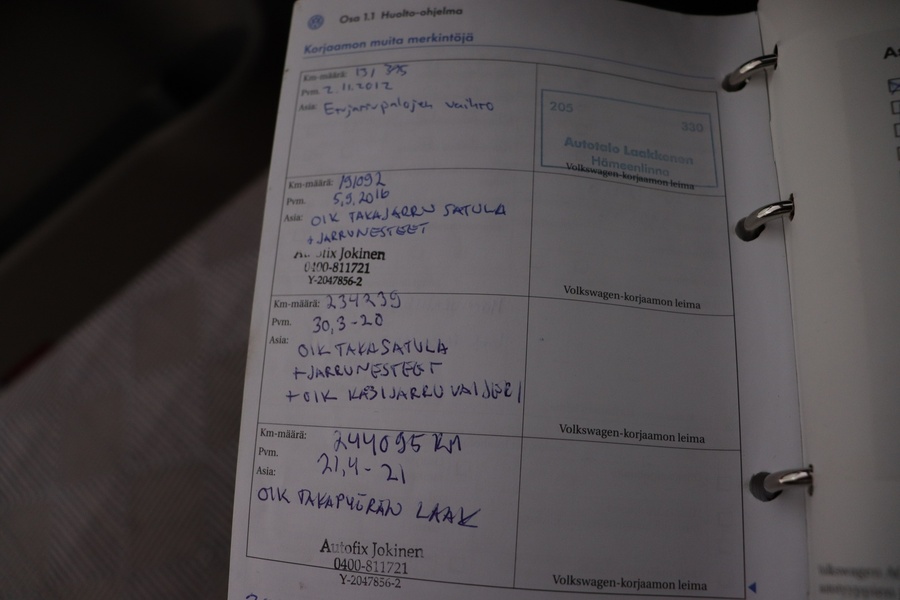 Osa 1.1 Huolto-ohjelma
Korjaamon muita merkintöjä
Km-määrä: 131 395
Pvm. 2.11.2012
Asia: Etujarrupalojen vaihto
205
330
Autotalo Laakkonen
Hämeenlinna
Volkswagen-korjaamon leima
Km-määrä: 191092
Pvm. 5,9,2016
Asia: OIK TAKAJARRU SATULA
+JARRUNESTEET
Autofix Jokinen
0400-811721
Y-2047856-2
Volkswagen-korjaamon leima
Km-määrä: 234239
Pvm. 30,3-20
Asia: OIK TAKASATULA
+JARRUNESTEET
+OIK KÄSIJARRU VAIJERI
Volkswagen-korjaamon leima
Km-määrä: 244095 KM
Pvm. 21,4-21
Asia:
OIK TAKAPYÖRÄN LAAK
Autofix Jokinen
0400-811721
Y-2047856-2
Volkswagen-korjaamon leima